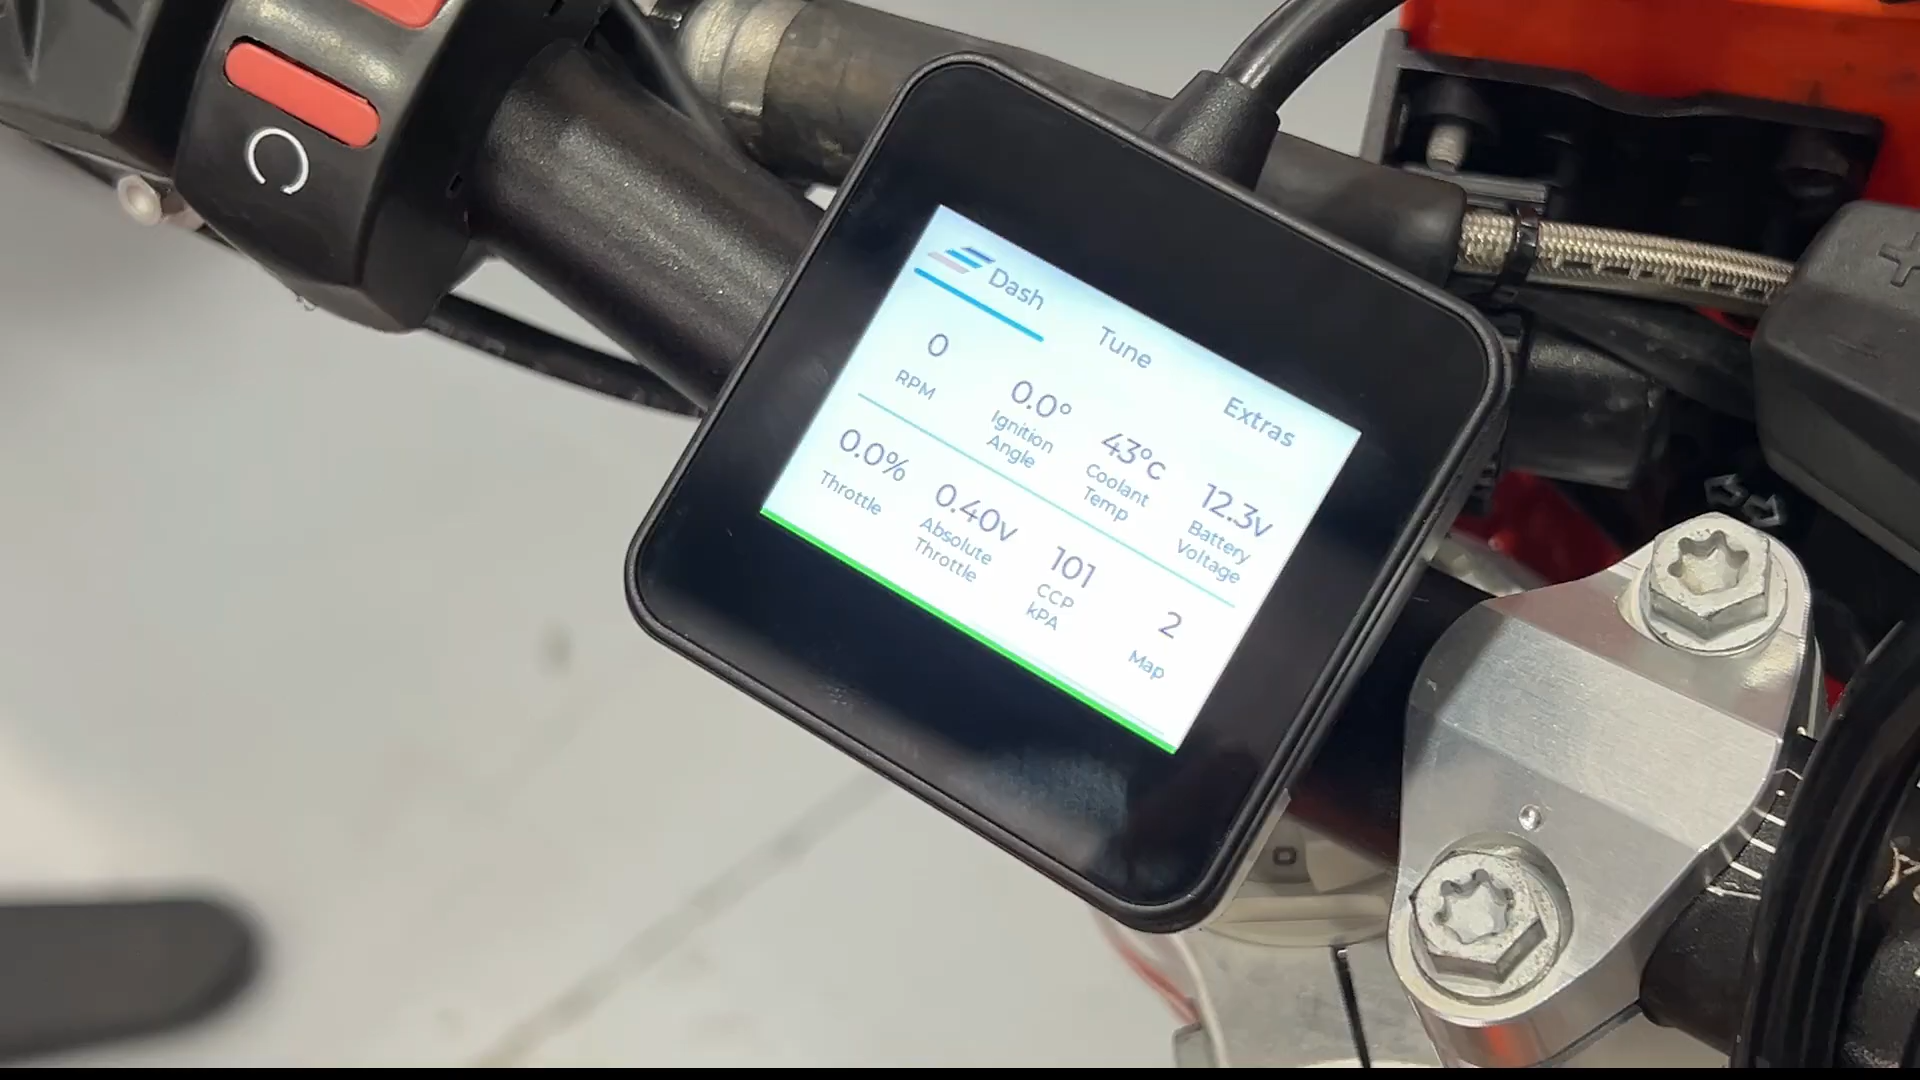 Dash
Tune
Extras
0
RPM
0.0°
Ignition
Angle
43°C
Coolant
Temp
12.3v
Battery
Voltage
0.0%
Throttle
0.40v
Absolute
Throttle
101
CCP
kPA
2
Map